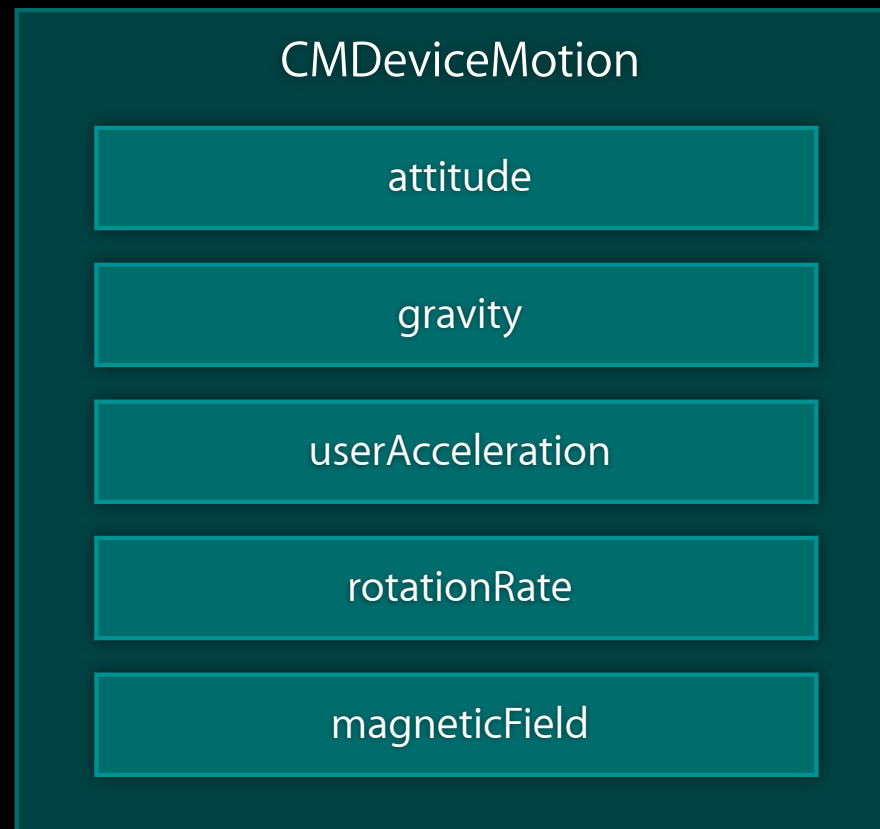 CMDeviceMotion
attitude
gravity
userAcceleration
rotationRate
magneticField